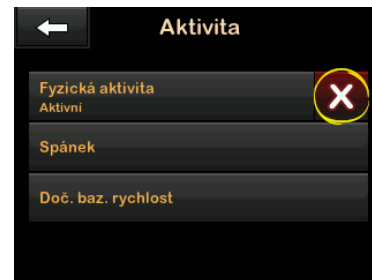 Aktivita
Fyzická aktivita
Aktivní
Spánek
Doč. baz. rychlost